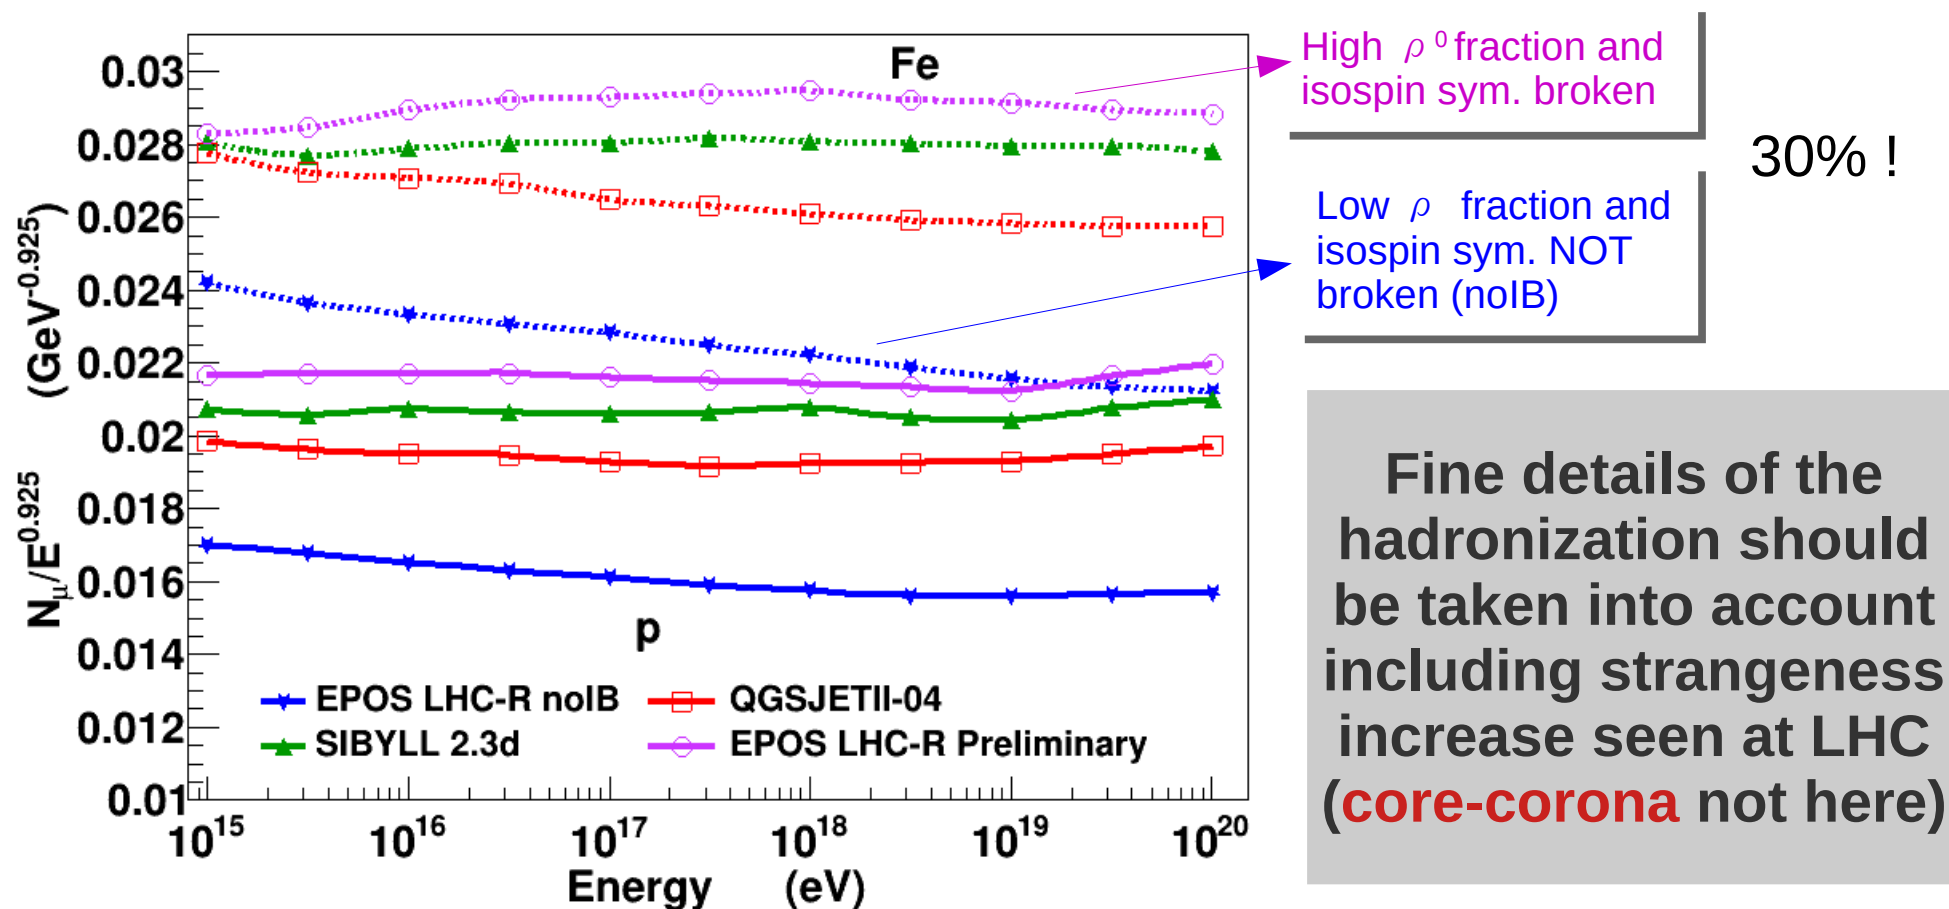 Fe
p
0.03
0.028
0.026
0.024
0.022
0.02
0.018
0.016
0.014
0.012
0.01
N_μ/E^0.925 (GeV^-0.925)
EPOS LHC-R noIB
QGSJETII-04
SIBYLL 2.3d
EPOS LHC-R Preliminary
10^15 10^16 10^17 10^18 10^19 10^20
Energy (eV)
High ρ ^0 fraction and
isospin sym. broken
30% !
Low ρ fraction and
isospin sym. NOT
broken (noIB)
Fine details of the
hadronization should
be taken into account
including strangeness
increase seen at LHC
(core-corona not here)